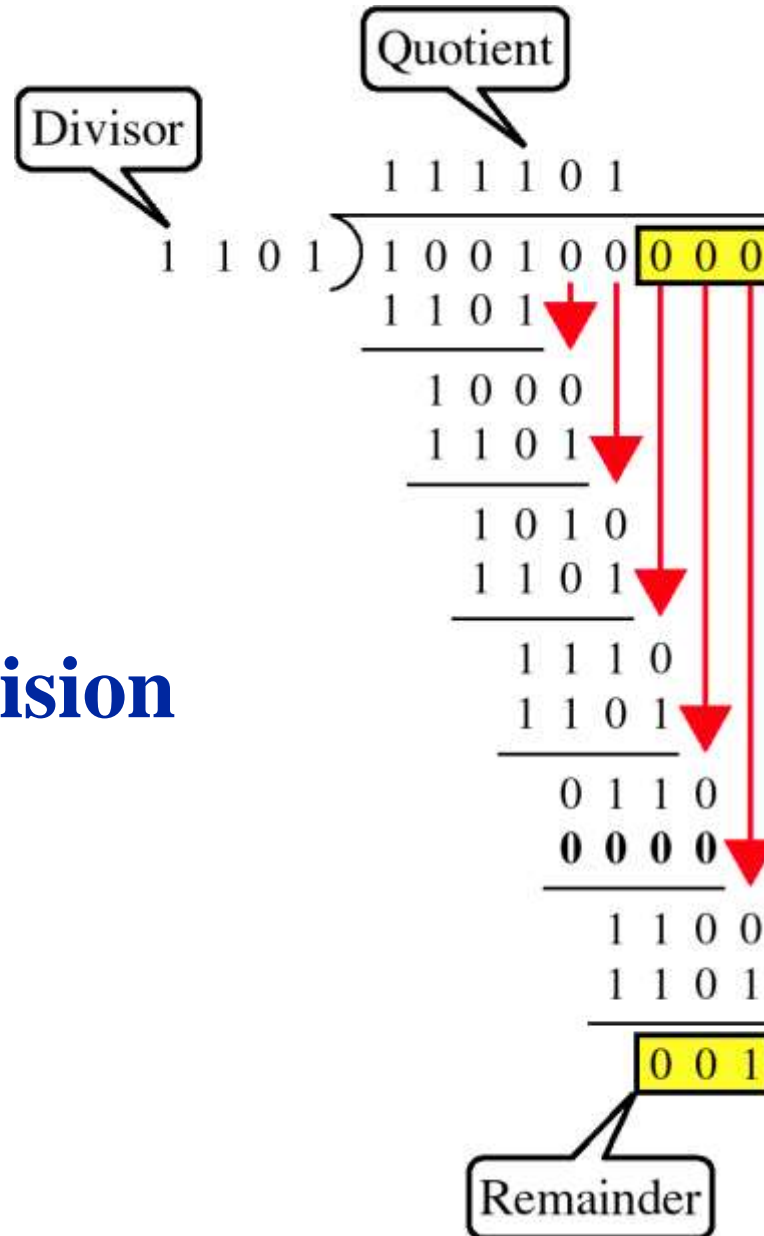 Quotient
Divisor
1 1 1 1 0 1
1 1 0 1 ) 1 0 0 1 0 0 0 0 0
1 1 0 1
1 0 0 0
1 1 0 1
1 0 1 0
1 1 0 1
1 1 1 0
ision
1 1 0 1
0 1 1 0
0 0 0 0
1 1 0 0
1 1 0 1
0 0 1
Remainder